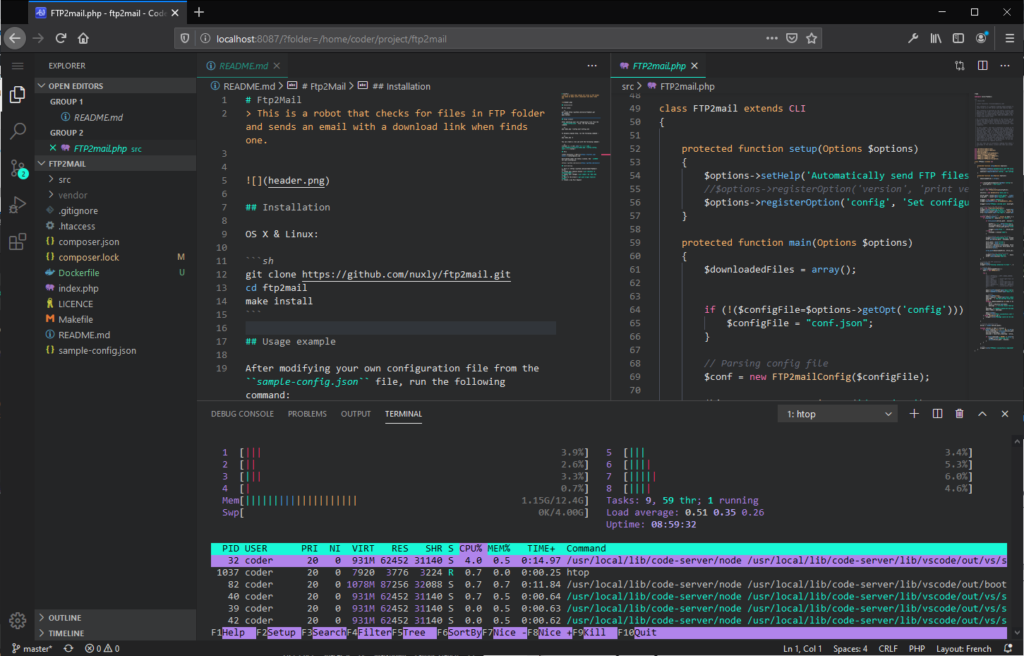 FTP2mail.php - ftp2mail - Cod
localhost:8087/?folder=/home/coder/project/ftp2mail
EXPLORER
OPEN EDITORS
GROUP 1
README.md
GROUP 2
FTP2mail.php src
FTP2MAIL
src
vendor
.gitignore
.htaccess
composer.json
composer.lock M
Dockerfile U
index.php
LICENCE
Makefile
README.md
sample-config.json
OUTLINE
TIMELINE
README.md
README.md > # Ftp2Mail > ## Installation
1 # Ftp2Mail
2 > This is a robot that checks for files in FTP folder
and sends an email with a download link when finds
one.
3
4
5 ![](header.png)
6
7 ## Installation
8
9 OS X & Linux:
10
11 ```sh
12 git clone https://github.com/nuxly/ftp2mail.git
13 cd ftp2mail
14 make install
15 ```
16
17 ## Usage example
18
19 After modifying your own configuration file from the
``sample-config.json`` file, run the following
command:
FTP2mail.php
src > FTP2mail.php
48
49 class FTP2mail extends CLI
50 {
51
52 protected function setup(Options $options)
53 {
54 $options->setHelp('Automatically send FTP files
55 //$options->registerOption('version', 'print ve
56 $options->registerOption('config', 'Set configu
57 }
58
59 protected function main(Options $options)
60 {
61 $downloadedFiles = array();
62
63
64 if (!($configFile=$options->getOpt('config')))
65 $configFile = "conf.json";
66 }
67
68 // Parsing config file
69 $conf = new FTP2mailConfig($configFile);
70
DEBUG CONSOLE PROBLEMS OUTPUT TERMINAL
1: htop
1 [||| 3.9%] 5 [||| 3.4%]
2 [|| 2.6%] 6 [|||| 5.3%]
3 [||| 3.3%] 7 [||||| 6.0%]
4 [| 0.7%] 8 [|||| 4.6%]
Mem[||||||||||||||||||||| 1.15G/12.4G] Tasks: 9, 59 thr; 1 running
Swp[ 0K/4.00G] Load average: 0.51 0.35 0.26
Uptime: 08:59:32
PID USER PRI NI VIRT RES SHR S CPU% MEM% TIME+ Command
32 coder 20 0 931M 62452 31140 S 4.0 0.5 0:14.97 /usr/local/lib/code-server/node /usr/local/lib/code-server/lib/vscode/out/vs/s
1037 coder 20 0 7920 3776 3224 R 0.7 0.0 0:00.25 htop
82 coder 20 0 1078M 87256 32088 S 0.7 0.7 0:11.84 /usr/local/lib/code-server/node /usr/local/lib/code-server/lib/vscode/out/boot
40 coder 20 0 931M 62452 31140 S 0.7 0.5 0:00.64 /usr/local/lib/code-server/node /usr/local/lib/code-server/lib/vscode/out/vs/s
39 coder 20 0 931M 62452 31140 S 0.0 0.5 0:00.63 /usr/local/lib/code-server/node /usr/local/lib/code-server/lib/vscode/out/vs/s
42 coder 20 0 931M 62452 31140 S 0.0 0.5 0:00.62 /usr/local/lib/code-server/node /usr/local/lib/code-server/lib/vscode/out/vs/s
F1Help F2Setup F3SearchF4FilterF5Tree F6SortByF7Nice -F8Nice +F9Kill F10Quit
master* 0 0 Ln 1, Col 1 Spaces: 4 CRLF PHP Layout: French